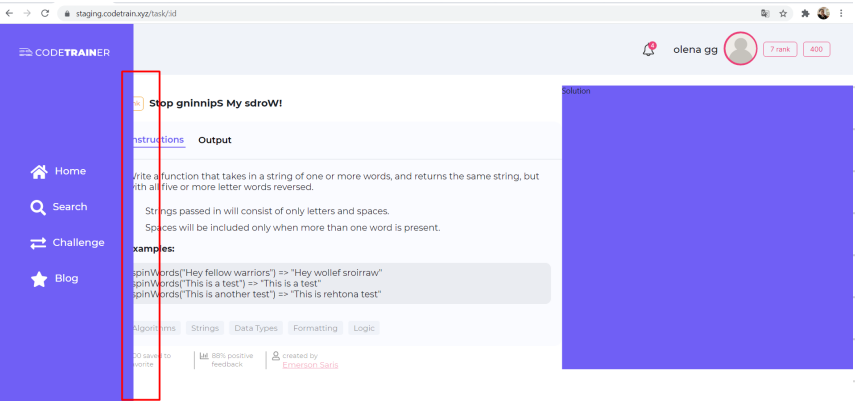 staging.codetrain.xyz/task/:id
CODETRAINER
4
olena gg
7 rank
400
Stop gninnipS My sdroW!
Solution
nstructions
Output
Home
Search
Challenge
Blog
Write a function that takes in a string of one or more words, and returns the same string, but
with all five or more letter words reversed.
Strings passed in will consist of only letters and spaces.
Spaces will be included only when more than one word is present.
xamples:
spinWords("Hey fellow warriors") => "Hey wollef sroirraw"
spinWords("This is a test") => "This is a test"
spinWords("This is another test") => "This is rehtona test"
Algorithms
Strings
Data Types
Formatting
Logic
00 saved to
vorite
88% positive
feedback
created by
Emerson Saris